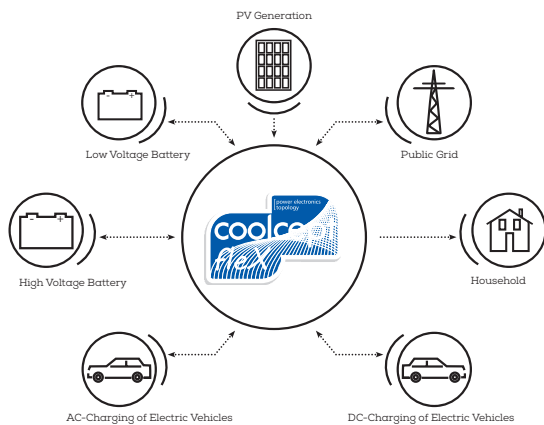 PV Generation
Low Voltage Battery
Public Grid
power electronics
topology
coolcept
fleX
High Voltage Battery
Household
AC-Charging of Electric Vehicles
DC-Charging of Electric Vehicles